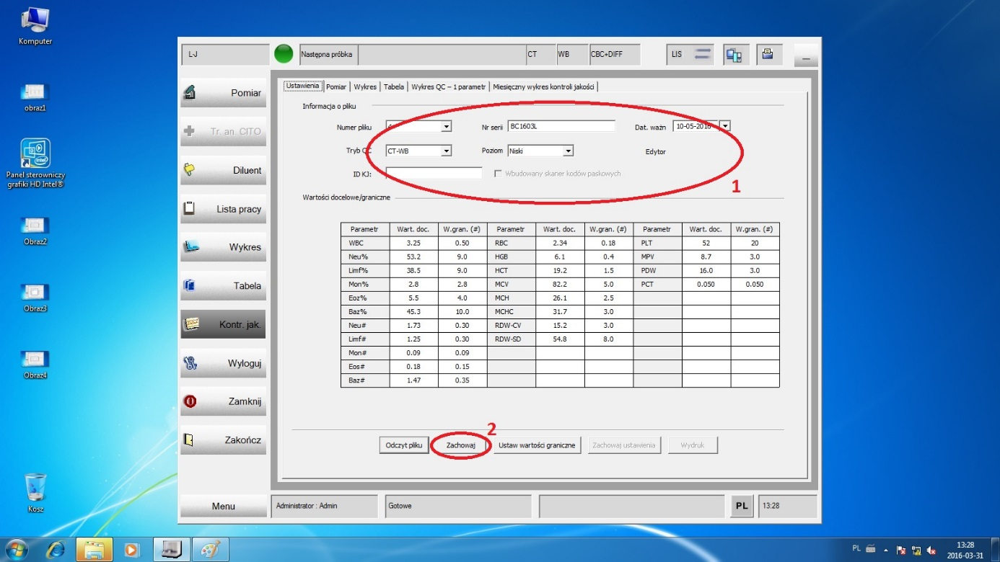 Komputer
obraz1
Panel sterowniczy
grafiki HD Intel®
Obraz2
Obraz3
Obraz4
Kosz
L-J
Następna próbka
CT
WB
CBC+DIFF
LIS
Pomiar
Tr. an. CITO
Diluent
Lista pracy
Wykres
Tabela
Kontr. jak.
Wyloguj
Zamknij
Zakończ
Menu
Ustawienia Pomiar Wykres Tabela Wykres QC – 1 parametr Miesięczny wykres kontroli jakości
Informacja o pliku
Numer pliku Nr serii BC1603L Dat. ważn 10-05-2016
Tryb QC CT-WB Poziom Niski Edytor
ID KJ: Wbudowany skaner kodów paskowych
1
Wartości docelowe/graniczne
Parametr Wart. doc. W.gran. (#) Parametr Wart. doc. W.gran. (#) Parametr Wart. doc. W.gran. (#)
WBC 3.25 0.50 RBC 2.34 0.18 PLT 52 20
Neu% 53.2 9.0 HGB 6.1 0.4 MPV 8.7 3.0
Limf% 38.5 9.0 HCT 19.2 1.5 PDW 16.0 3.0
Mon% 2.8 2.8 MCV 82.2 5.0 PCT 0.050 0.050
Eoz% 5.5 4.0 MCH 26.1 2.5
Baz% 45.3 10.0 MCHC 31.7 3.0
Neu# 1.73 0.30 RDW-CV 15.2 3.0
Limf# 1.25 0.30 RDW-SD 54.8 8.0
Mon# 0.09 0.09
Eos# 0.18 0.15
Baz# 1.47 0.35
2
Odczyt pliku Zachowaj Ustaw wartości graniczne Zachowaj ustawienia Wydruk
Administrator : Admin Gotowe PL 13:28
PL 13:28
2016-03-31